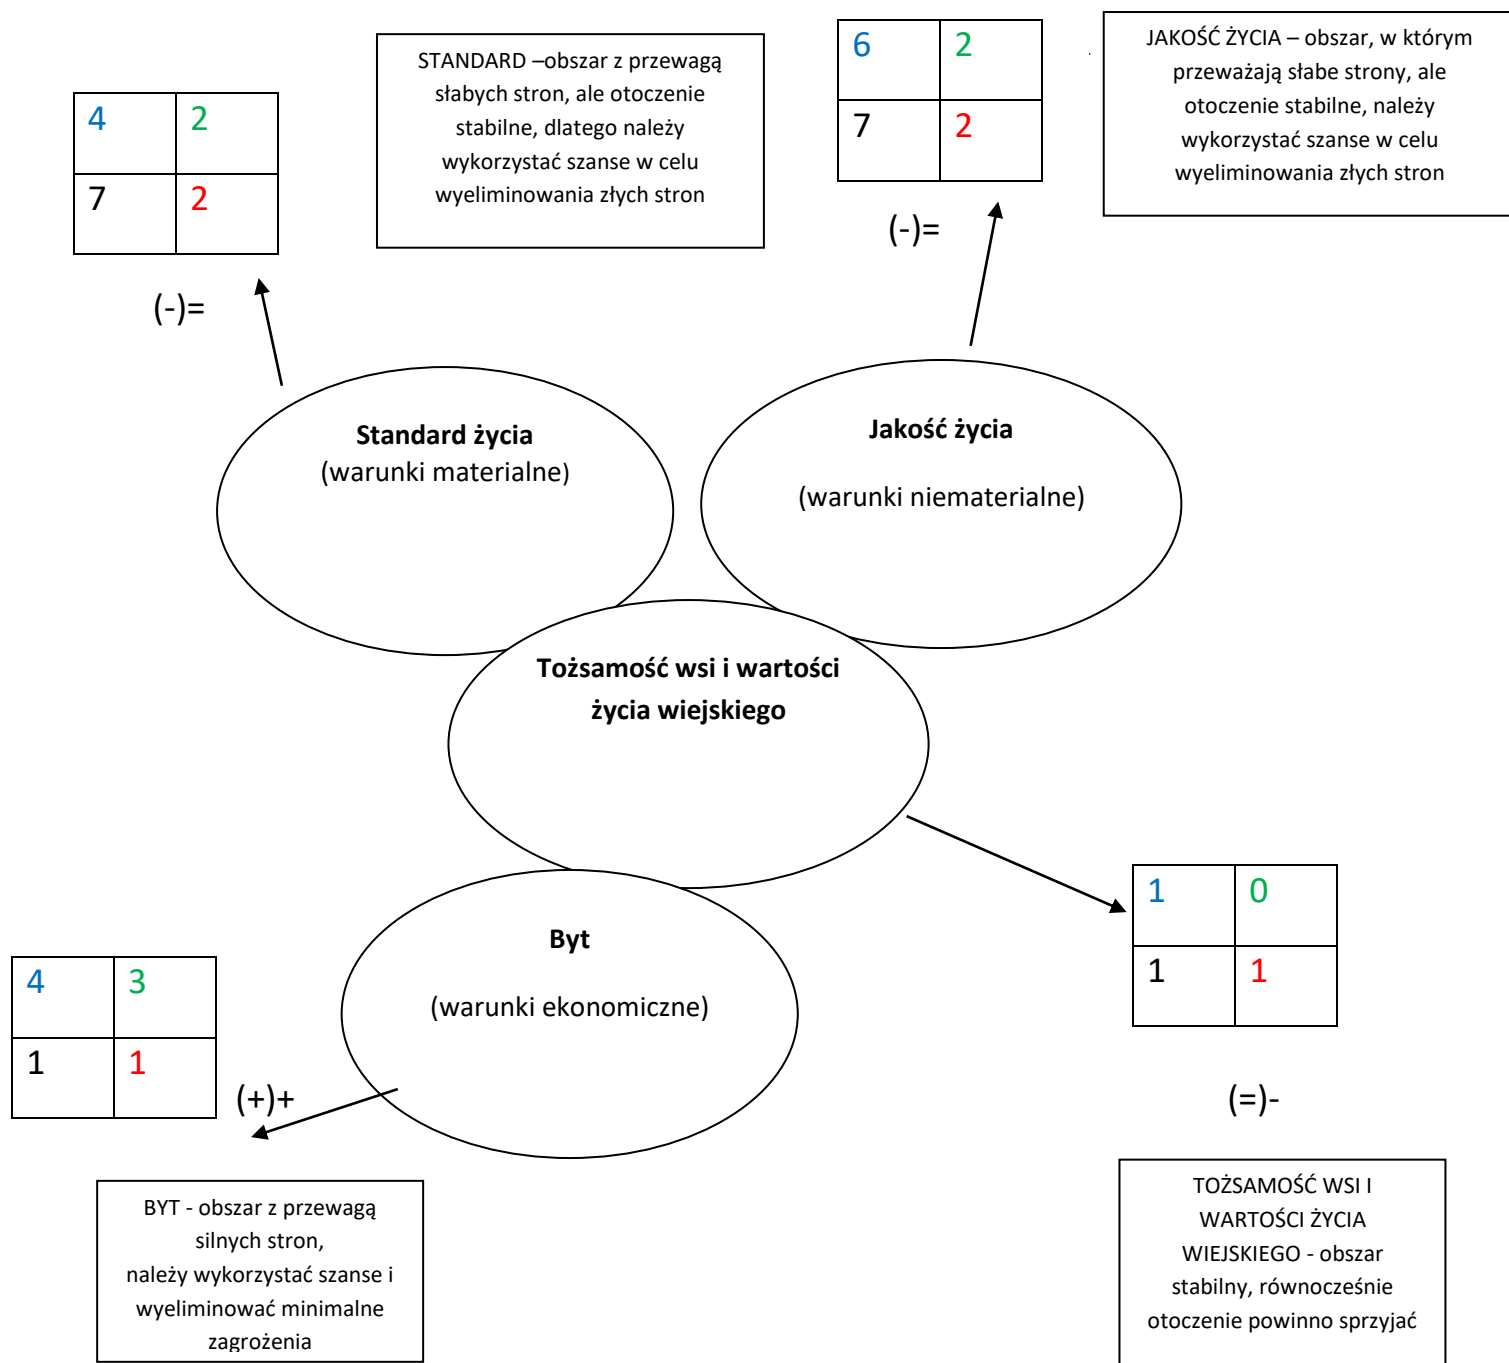 4 2
7 2
(-)=
STANDARD –obszar z przewagą
słabych stron, ale otoczenie
stabilne, dlatego należy
wykorzystać szanse w celu
wyeliminowania złych stron
6 2
7 2
(-)=
JAKOŚĆ ŻYCIA – obszar, w którym
przeważają słabe strony, ale
otoczenie stabilne, należy
wykorzystać szanse w celu
wyeliminowania złych stron
Standard życia
(warunki materialne)
Jakość życia
(warunki niematerialne)
Tożsamość wsi i wartości
życia wiejskiego
Byt
(warunki ekonomiczne)
4 3
1 1
(+)+
BYT - obszar z przewagą
silnych stron,
należy wykorzystać szanse i
wyeliminować minimalne
zagrożenia
1 0
1 1
(=)-
TOŻSAMOŚĆ WSI I
WARTOŚCI ŻYCIA
WIEJSKIEGO - obszar
stabilny, równocześnie
otoczenie powinno sprzyjać